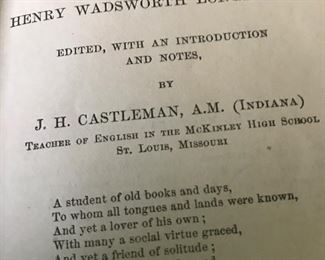 HENRY WADSWORTH
EDITED, WITH AN INTRODUCTION
AND NOTES,
BY
J. H. CASTLEMAN, A.M. (INDIANA)
TEACHER OF ENGLISH IN THE MCKINLEY HIGH SCHOOL
ST. LOUIS, MISSOURI
A student of old books and days,
To whom all tongues and lands were known,
And yet a lover of his own;
With many a social virtue graced,
And yet a friend of solitude;